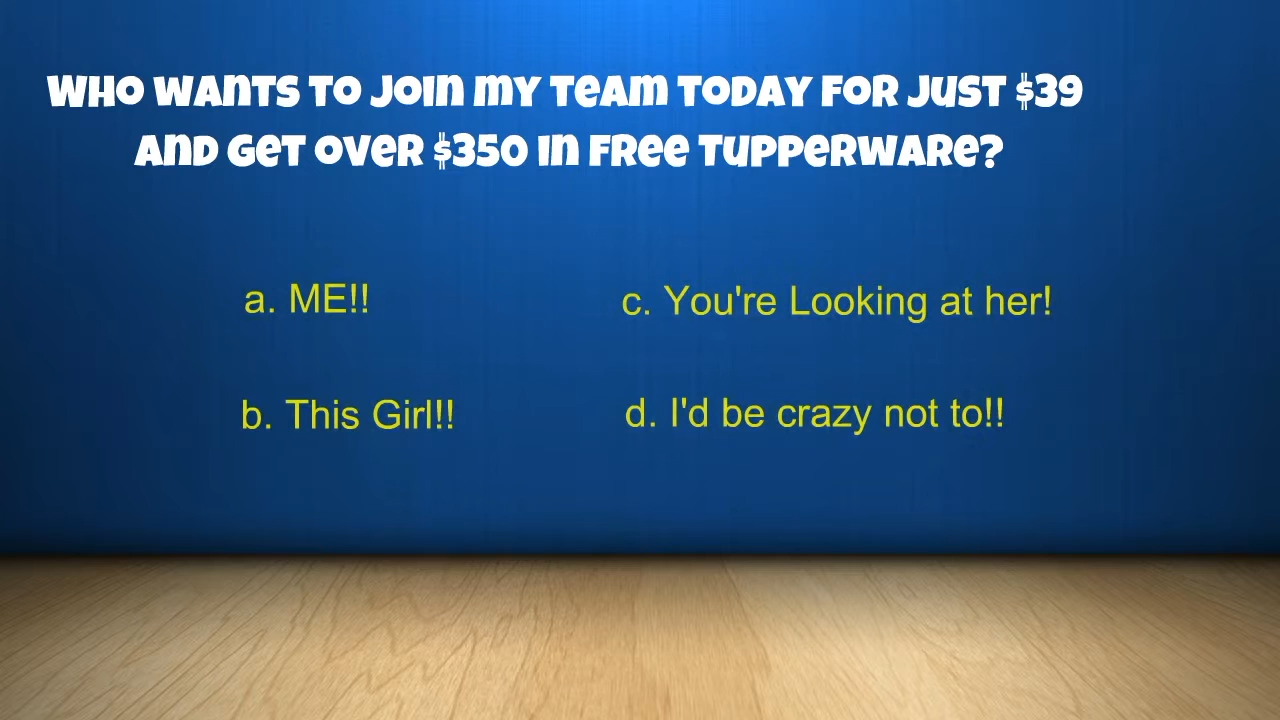 WHO WANTS TO JOIN MY TEAM TODAY FOR JUST $39
AND GET OVER $350 IN FREE TUPPERWARE?
a. ME!!
c. You're Looking at her!
b. This Girl!!
d. I'd be crazy not to!!